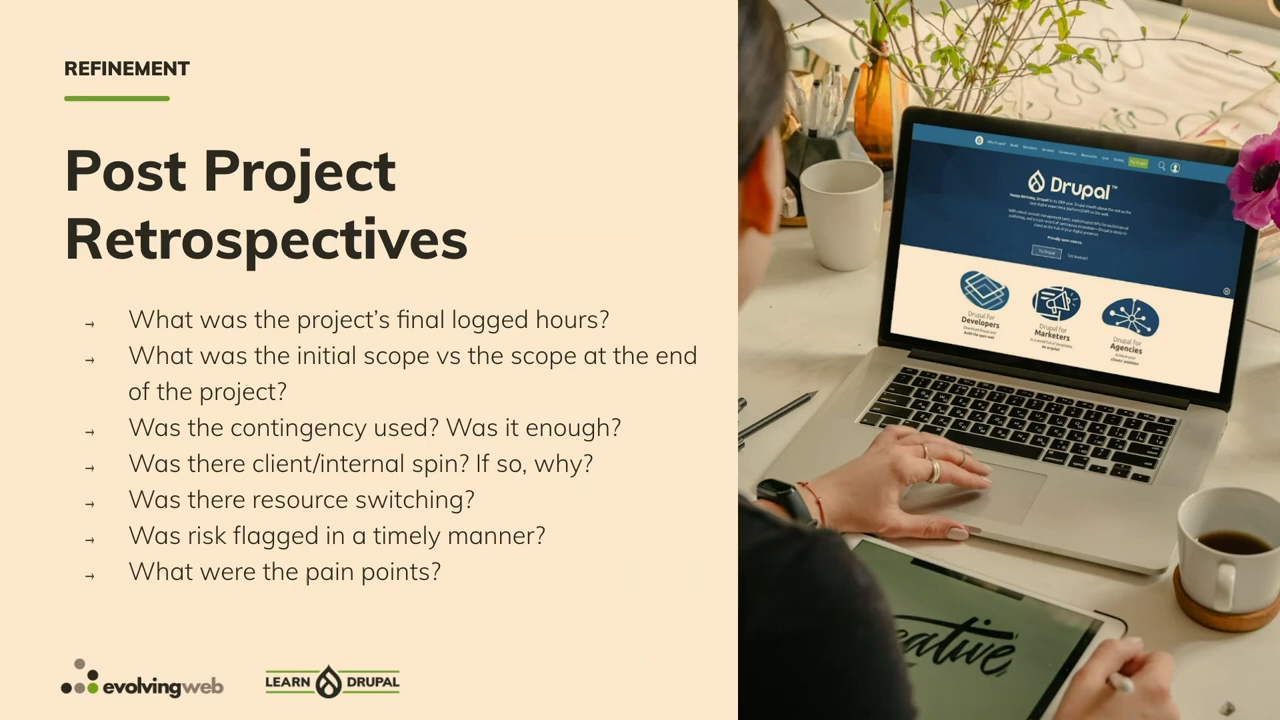 REFINEMENT
Post Project
Retrospectives
→ What was the project’s final logged hours?
→ What was the initial scope vs the scope at the end
of the project?
→ Was the contingency used? Was it enough?
→ Was there client/internal spin? If so, why?
→ Was there resource switching?
→ Was risk flagged in a timely manner?
→ What were the pain points?
evolvingweb
LEARN DRUPAL
Drupal™
Try Drupal
Drupal for
Developers
Drupal for
Marketers
Drupal for
Agencies
eative